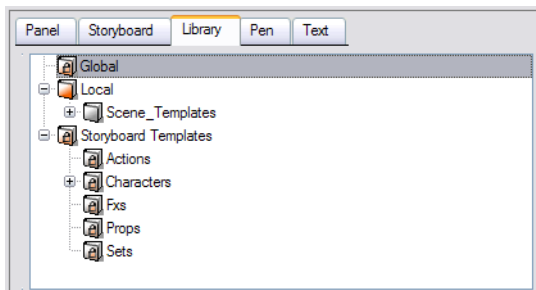 Panel Storyboard Library Pen Text
Global
Local
Scene_Templates
Storyboard Templates
Actions
Characters
Fxs
Props
Sets